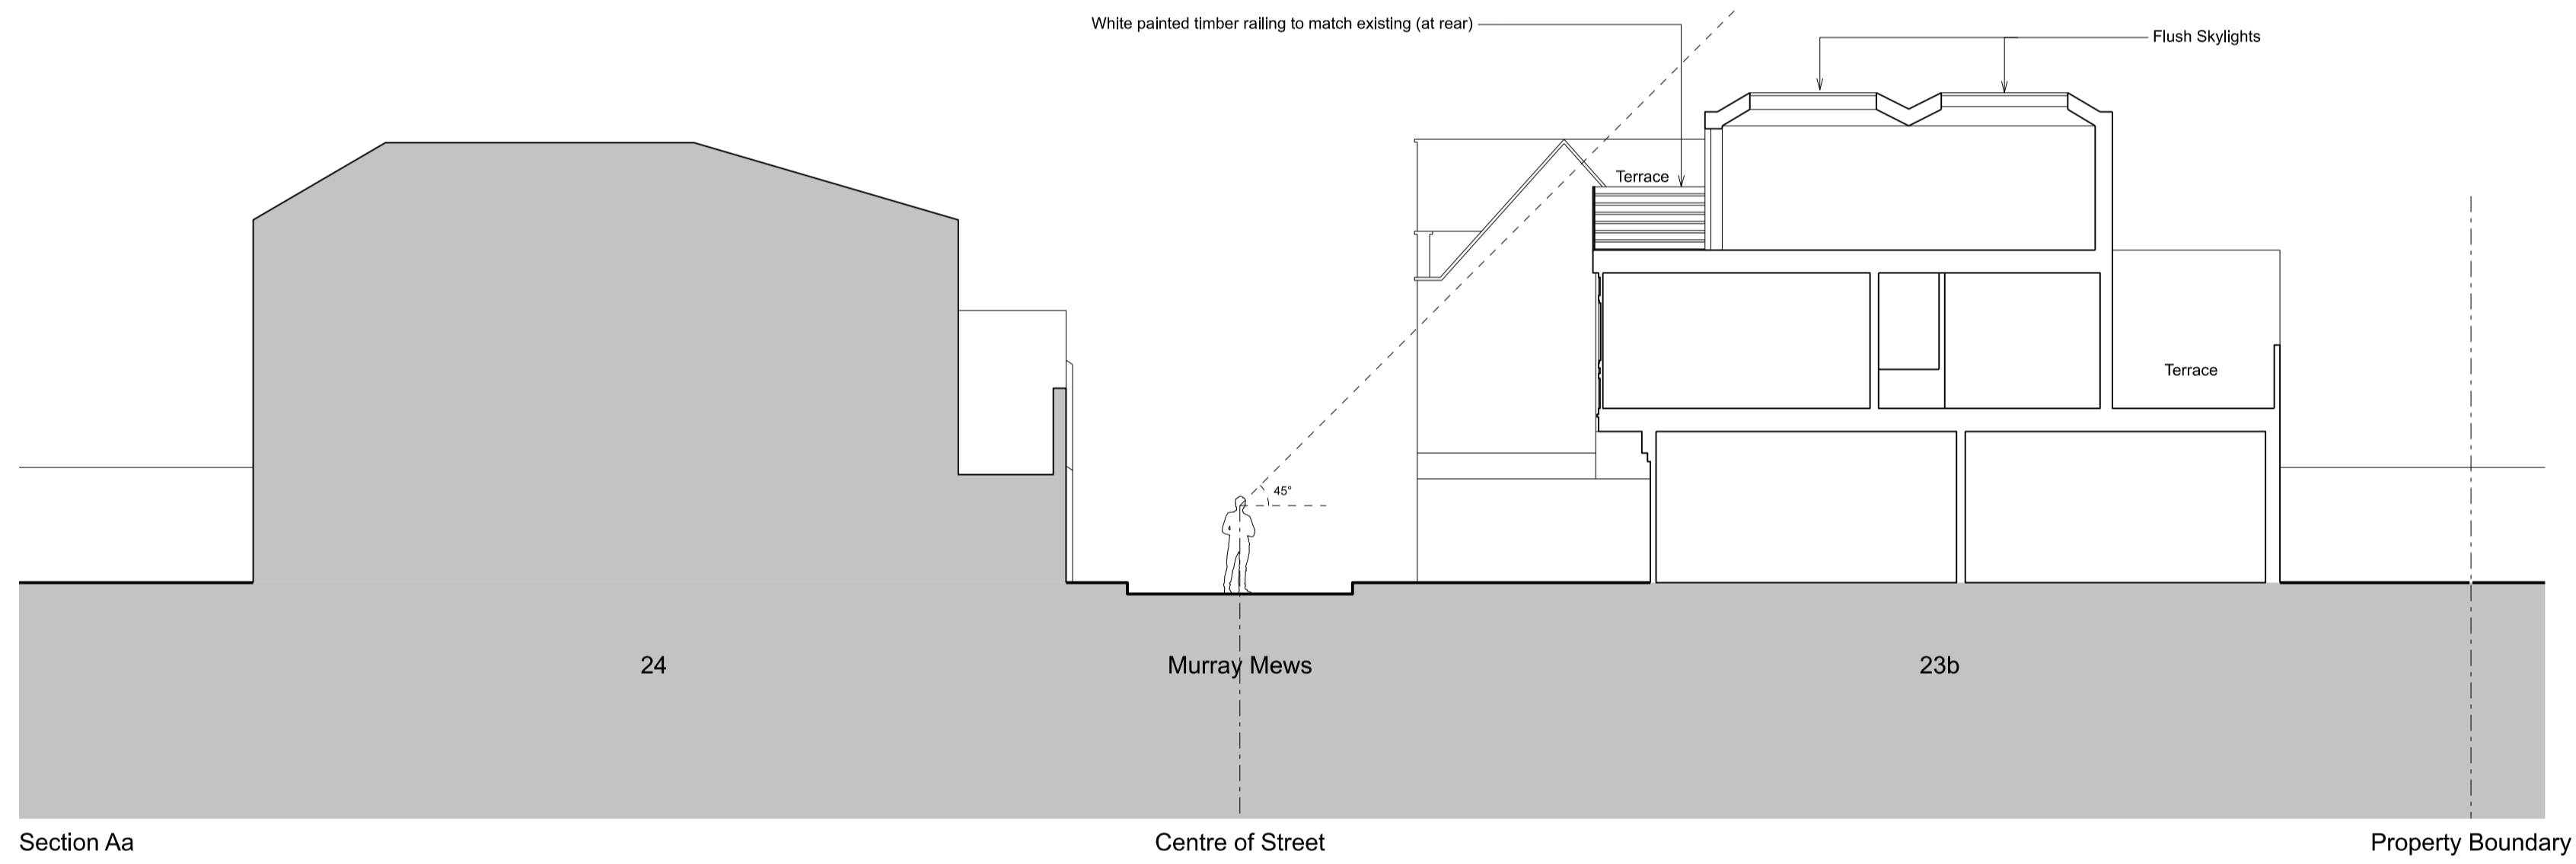 White painted timber railing to match existing (at rear)
Flush Skylights
Terrace
Terrace
45°
24
Murray Mews
23b
Section Aa
Centre of Street
Property Boundary